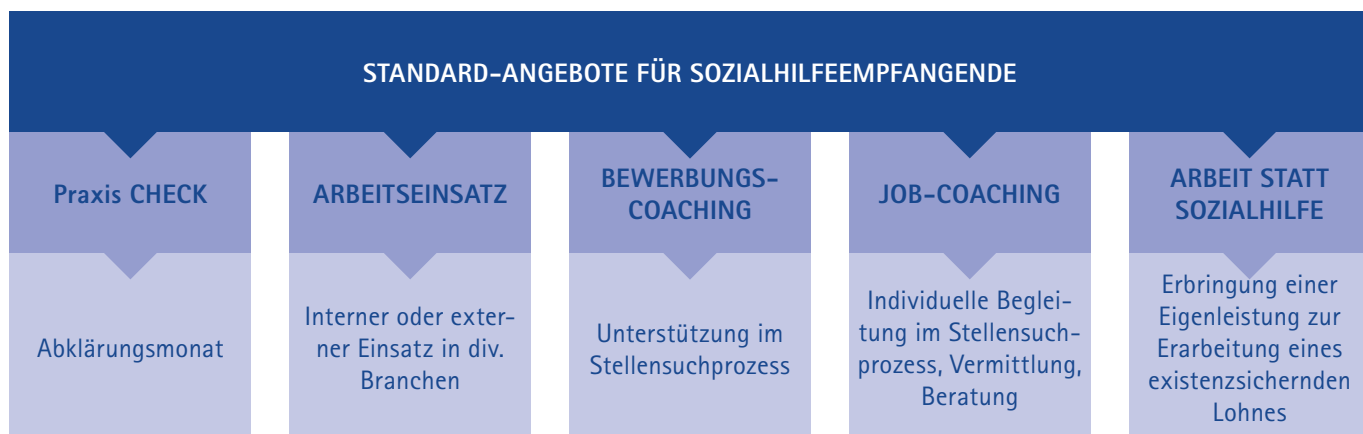 STANDARD-ANGEBOTE FÜR SOZIALHILFEEMPFANGENDE
Praxis CHECK
Abklärungsmonat
ARBEITSEINSATZ
Interner oder exter-
ner Einsatz in div.
Branchen
BEWERBUNGS-
COACHING
Unterstützung im
Stellensuchprozess
JOB-COACHING
Individuelle Beglei-
tung im Stellensuch-
prozess, Vermittlung,
Beratung
ARBEIT STATT
SOZIALHILFE
Erbringung einer
Eigenleistung zur
Erarbeitung eines
existenzsichernden
Lohnes